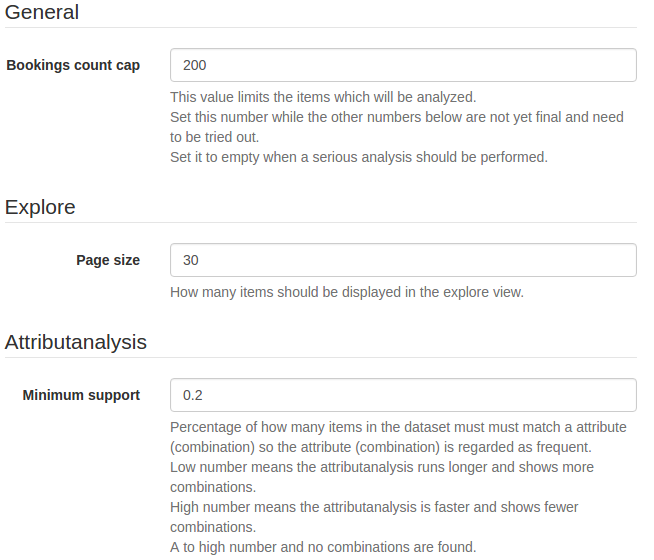 General
Bookings count cap
200
This value limits the items which will be analyzed.
Set this number while the other numbers below are not yet final and need
to be tried out.
Set it to empty when a serious analysis should be performed.
Explore
Page size
30
How many items should be displayed in the explore view.
Attributanalysis
Minimum support
0.2
Percentage of how many items in the dataset must must match a attribute
(combination) so the attribute (combination) is regarded as frequent.
Low number means the attributanalysis runs longer and shows more
combinations.
High number means the attributanalysis is faster and shows fewer
combinations.
A to high number and no combinations are found.